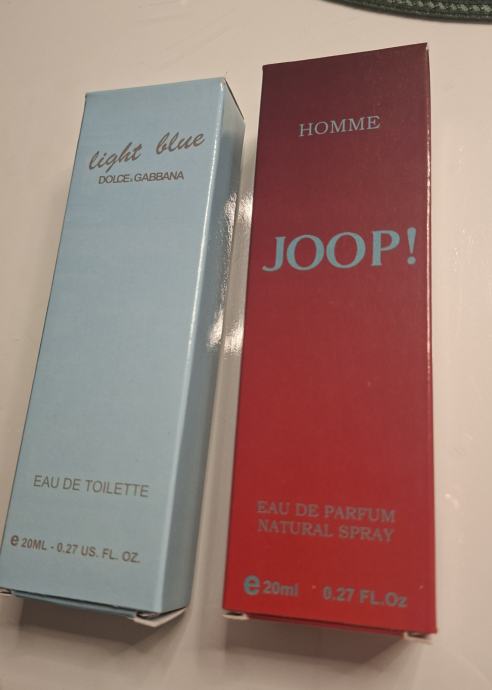 light blue
DOLCE & GABBANA
EAU DE TOILETTE
e 20ML - 0.27 US. FL. OZ.
HOMME
JOOP!
EAU DE PARFUM
NATURAL SPRAY
e 20ml 0.27 FL.Oz